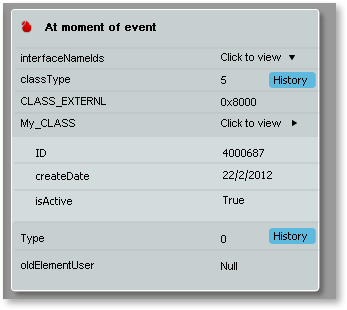 At moment of event
interfaceNameIds Click to view
classType 5 History
CLASS_EXTERNL 0x8000
My_CLASS Click to view
ID 4000687
createDate 22/2/2012
isActive True
Type 0 History
oldElementUser Null